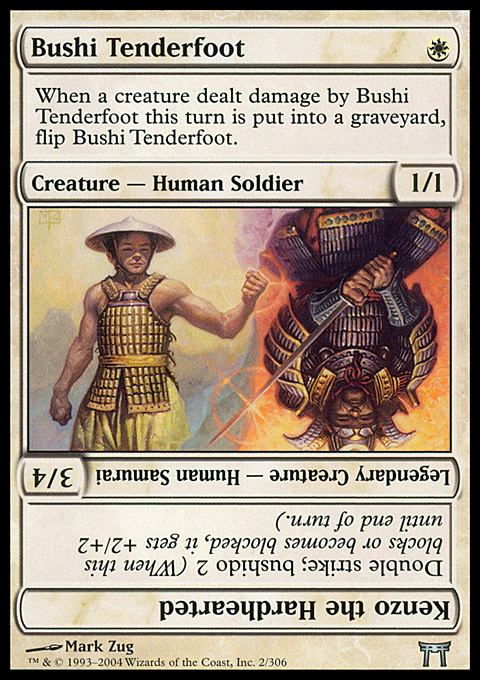 Bushi Tenderfoot
When a creature dealt damage by Bushi
Tenderfoot this turn is put into a graveyard,
flip Bushi Tenderfoot.
Creature — Human Soldier
1/1
Kenzo the Hardhearted
Double strike; bushido 2 (When this
blocks or becomes blocked, it gets +2/+2
until end of turn.)
Legendary Creature — Human Samurai
3/4
Mark Zug
™ & © 1993–2004 Wizards of the Coast, Inc. 2/306